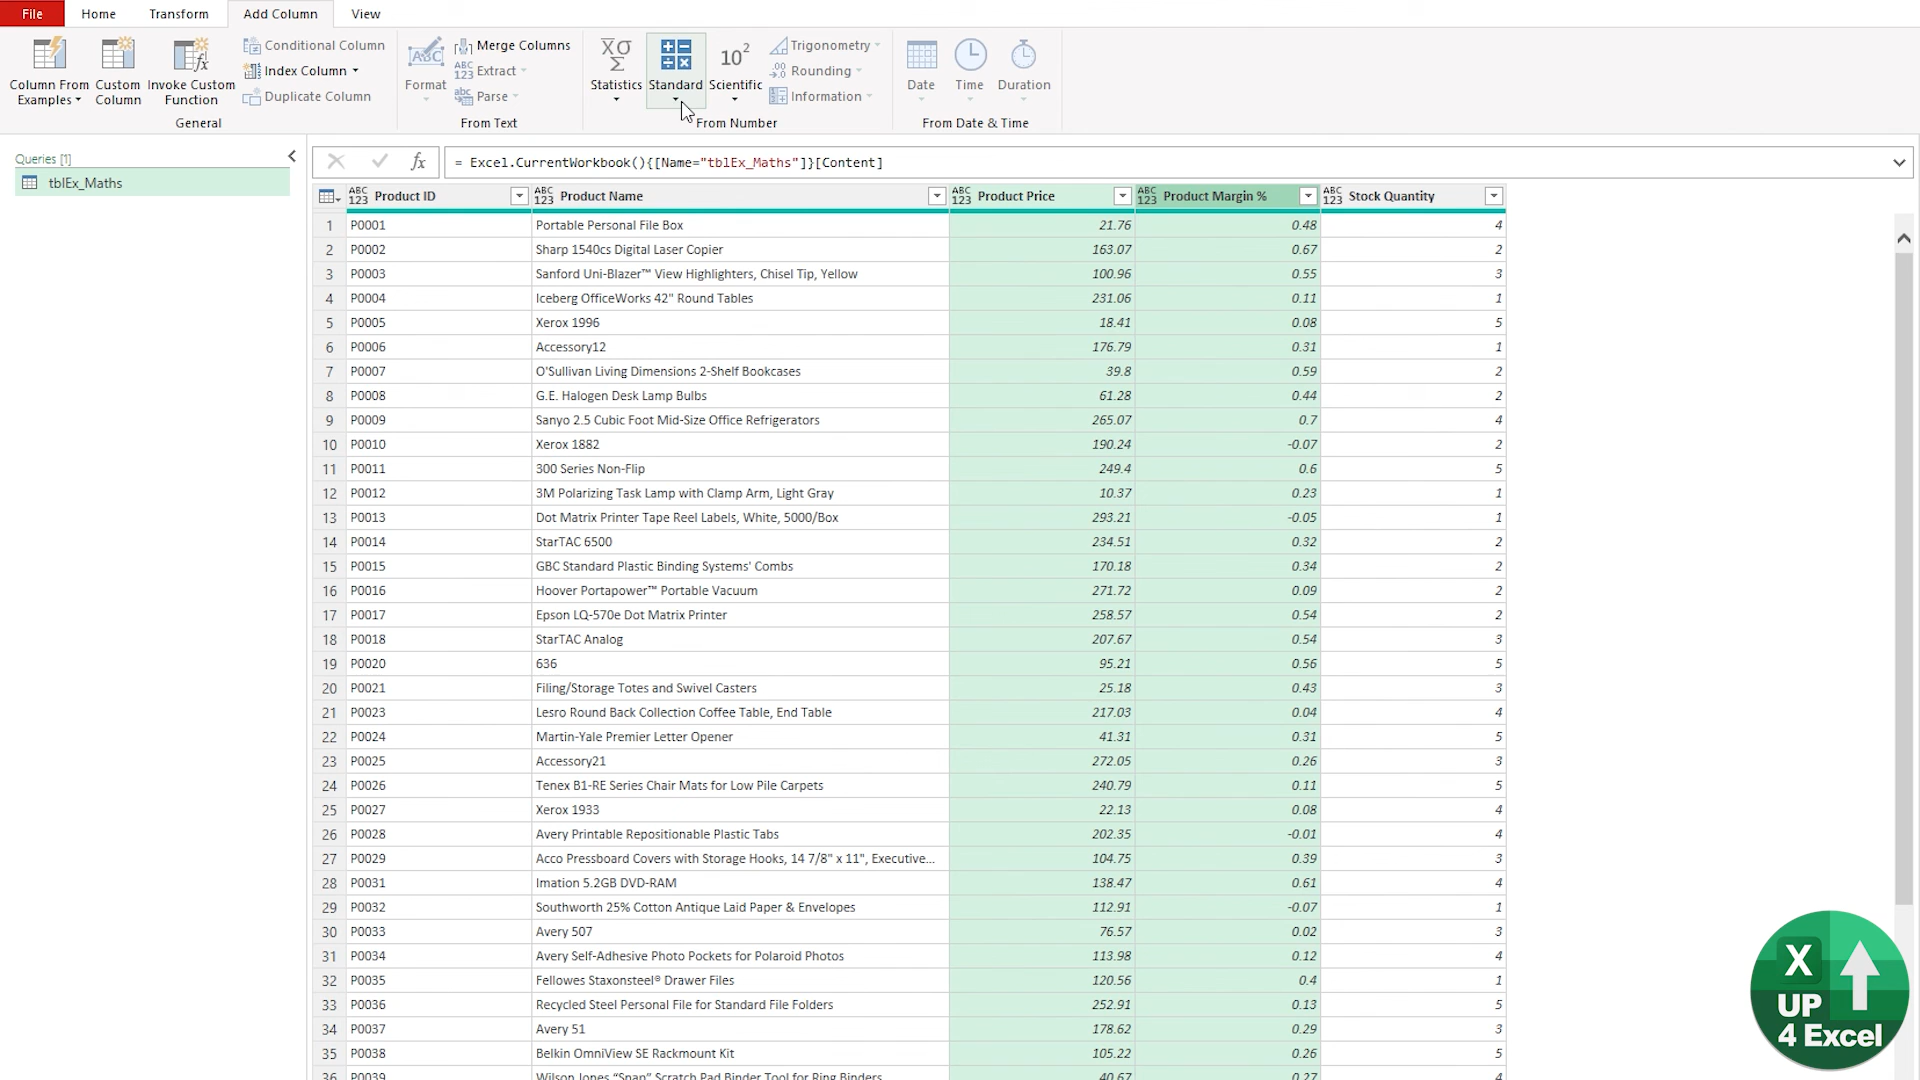 File Home Transform Add Column View
Column From Examples Custom Column Invoke Custom Function Conditional Column Index Column Duplicate Column General
Format Merge Columns Extract Parse From Text
Statistics Standard Scientific Trigonometry Rounding Information From Number
Date Time Duration From Date & Time
Queries [1]
tblEx_Maths
= Excel.CurrentWorkbook(){[Name="tblEx_Maths"]}[Content]
Product ID Product Name Product Price Product Margin % Stock Quantity
1 P0001 Portable Personal File Box 21.76 0.48 4
2 P0002 Sharp 1540cs Digital Laser Copier 163.07 0.67 2
3 P0003 Sanford Uni-Blazer™ View Highlighters, Chisel Tip, Yellow 100.96 0.55 3
4 P0004 Iceberg OfficeWorks 42" Round Tables 231.06 0.11 1
5 P0005 Xerox 1996 18.41 0.08 5
6 P0006 Accessory12 176.79 0.31 1
7 P0007 O'Sullivan Living Dimensions 2-Shelf Bookcases 39.8 0.59 2
8 P0008 G.E. Halogen Desk Lamp Bulbs 61.28 0.44 2
9 P0009 Sanyo 2.5 Cubic Foot Mid-Size Office Refrigerators 265.07 0.7 4
10 P0010 Xerox 1882 190.24 -0.07 2
11 P0011 300 Series Non-Flip 249.4 0.6 5
12 P0012 3M Polarizing Task Lamp with Clamp Arm, Light Gray 10.37 0.23 1
13 P0013 Dot Matrix Printer Tape Reel Labels, White, 5000/Box 293.21 -0.05 1
14 P0014 StarTAC 6500 234.51 0.32 2
15 P0015 GBC Standard Plastic Binding Systems' Combs 170.18 0.34 2
16 P0016 Hoover Portapower™ Portable Vacuum 271.72 0.09 2
17 P0017 Epson LQ-570e Dot Matrix Printer 258.57 0.54 2
18 P0018 StarTAC Analog 207.67 0.54 3
19 P0020 636 95.21 0.56 5
20 P0021 Filing/Storage Totes and Swivel Casters 25.18 0.43 3
21 P0023 Lesro Round Back Collection Coffee Table, End Table 217.03 0.04 4
22 P0024 Martin-Yale Premier Letter Opener 41.31 0.31 5
23 P0025 Accessory21 272.05 0.26 3
24 P0026 Tenex B1-RE Series Chair Mats for Low Pile Carpets 240.79 0.11 5
25 P0027 Xerox 1933 22.13 0.08 4
26 P0028 Avery Printable Repositionable Plastic Tabs 202.35 -0.01 4
27 P0029 Acco Pressboard Covers with Storage Hooks, 14 7/8" x 11", Executive... 104.75 0.39 3
28 P0031 Imation 5.2GB DVD-RAM 138.47 0.61 4
29 P0032 Southworth 25% Cotton Antique Laid Paper & Envelopes 112.91 -0.07 1
30 P0033 Avery 507 76.57 0.02 3
31 P0034 Avery Self-Adhesive Photo Pockets for Polaroid Photos 113.98 0.12 4
32 P0035 Fellowes Staxonsteel® Drawer Files 120.56 0.4 1
33 P0036 Recycled Steel Personal File for Standard File Folders 252.91 0.13 5
34 P0037 Avery 51 178.62 0.29 3
35 P0038 Belkin OmniView SE Rackmount Kit 105.22 0.26 5
36 P0039 Wilson Jones “Snap” Scratch Pad Binder Tool for Ring Binders 40.67 0.27 4
X UP 4 Excel